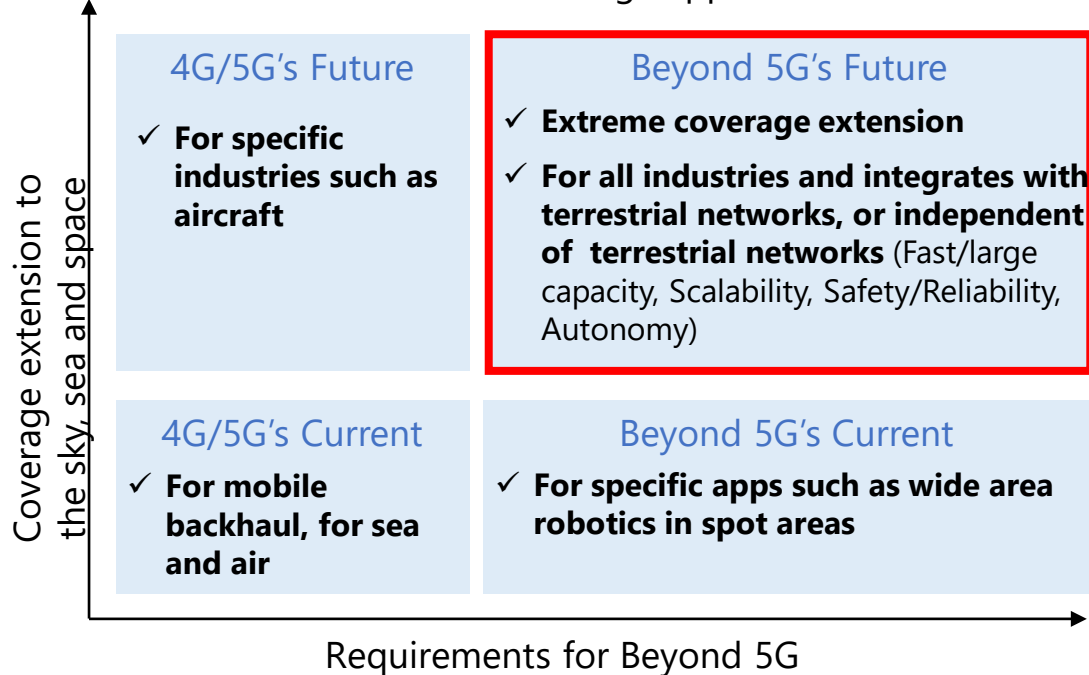 4G/5G's Future
✓ For specific
industries such as
aircraft
Beyond 5G's Future
✓ Extreme coverage extension
✓ For all industries and integrates with
terrestrial networks, or independent
of terrestrial networks (Fast/large
capacity, Scalability, Safety/Reliability,
Autonomy)
Coverage extension to
the sky, sea and space
4G/5G's Current
✓ For mobile
backhaul, for sea
and air
Beyond 5G's Current
✓ For specific apps such as wide area
robotics in spot areas
Requirements for Beyond 5G